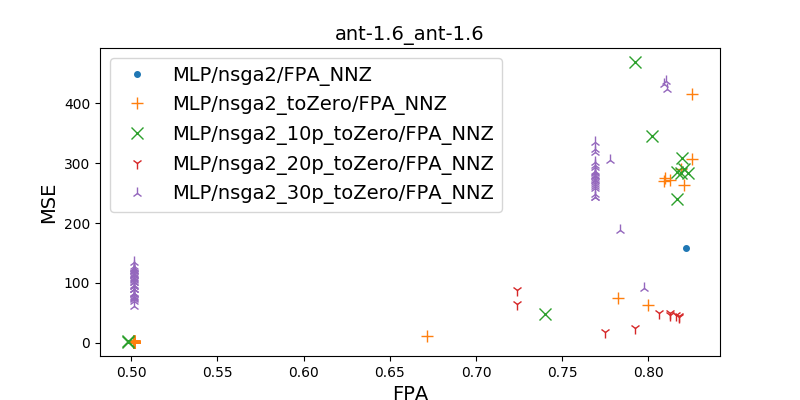 ant-1.6_ant-1.6
MLP/nsga2/FPA_NNZ
MLP/nsga2_toZero/FPA_NNZ
MLP/nsga2_10p_toZero/FPA_NNZ
MLP/nsga2_20p_toZero/FPA_NNZ
MLP/nsga2_30p_toZero/FPA_NNZ
MSE
400
300
200
100
0
0.50 0.55 0.60 0.65 0.70 0.75 0.80
FPA